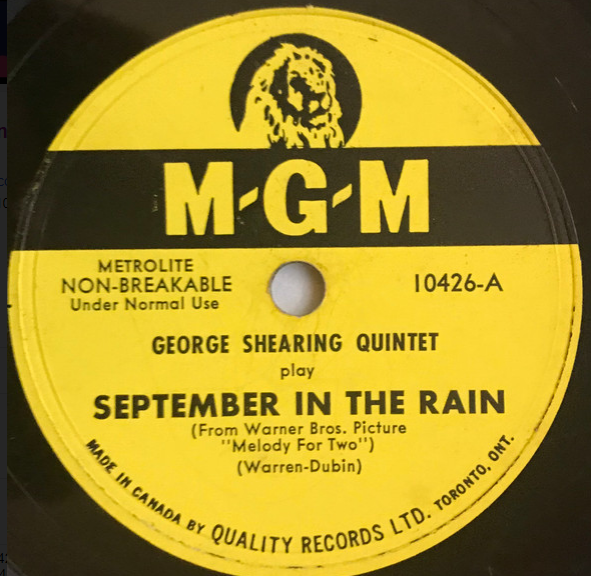 M-G-M
METROLITE
NON-BREAKABLE
Under Normal Use
10426-A
GEORGE SHEARING QUINTET
play
SEPTEMBER IN THE RAIN
(From Warner Bros. Picture
"Melody For Two")
(Warren-Dubin)
MADE IN CANADA BY QUALITY RECORDS LTD. TORONTO, ONT.